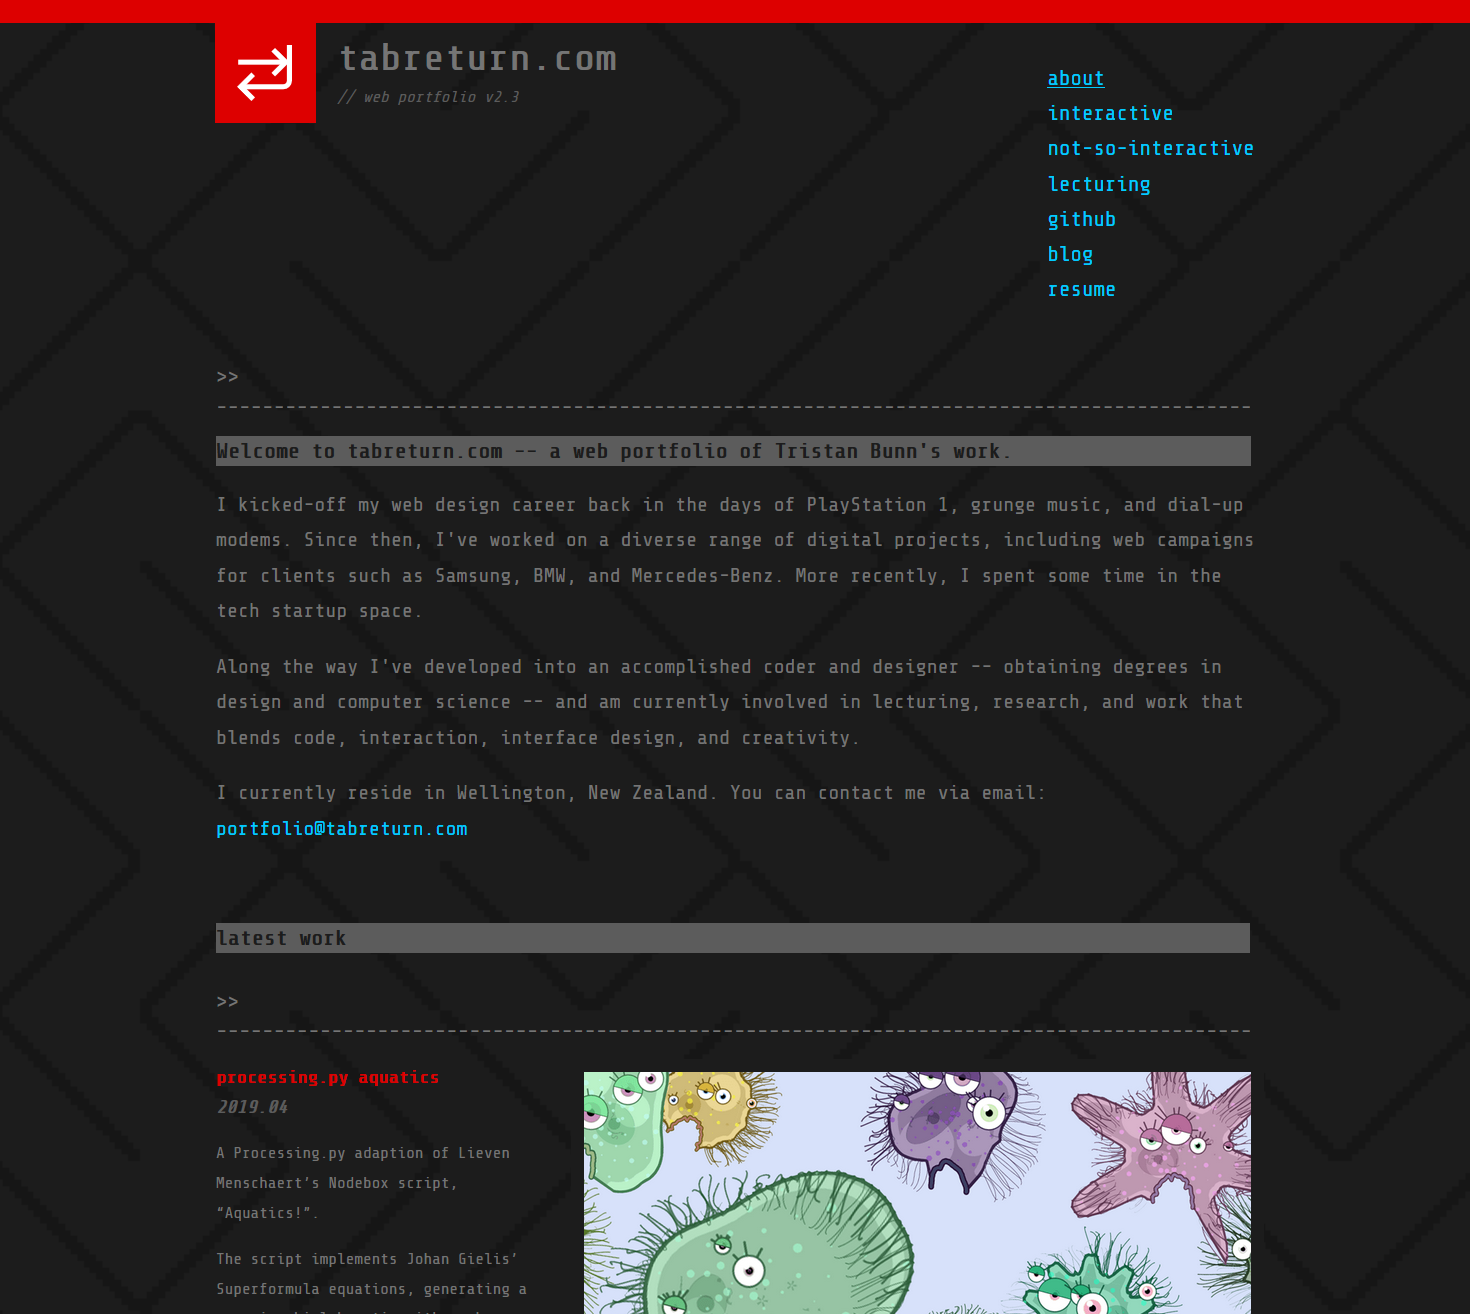 tabreturn.com
// web portfolio v2.3
about
interactive
not-so-interactive
lecturing
github
blog
resume
>>
Welcome to tabreturn.com -- a web portfolio of Tristan Bunn's work.
I kicked-off my web design career back in the days of PlayStation 1, grunge music, and dial-up
modems. Since then, I've worked on a diverse range of digital projects, including web campaigns
for clients such as Samsung, BMW, and Mercedes-Benz. More recently, I spent some time in the
tech startup space.
Along the way I've developed into an accomplished coder and designer -- obtaining degrees in
design and computer science -- and am currently involved in lecturing, research, and work that
blends code, interaction, interface design, and creativity.
I currently reside in Wellington, New Zealand. You can contact me via email:
portfolio@tabreturn.com
latest work
>>
processing.py aquatics
2019.04
A Processing.py adaption of Lieven
Menschaert’s Nodebox script,
“Aquatics!”.
The script implements Johan Gielis’
Superformula equations, generating a